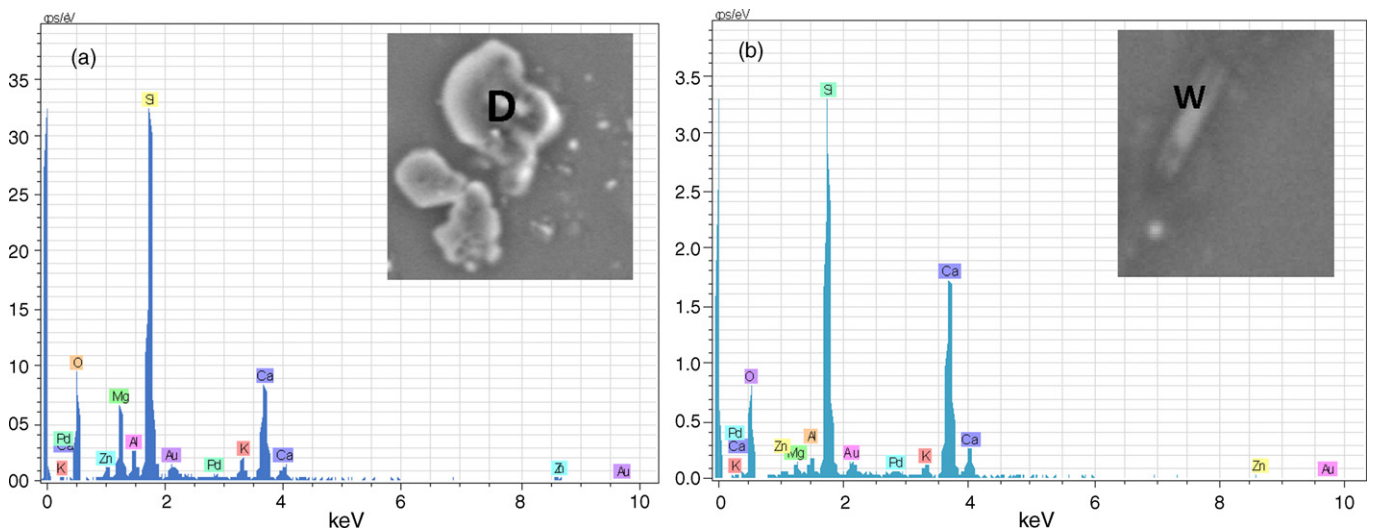 cps/eV
(a)
D
35
30
25
20
15
10
05
00
Si
O
Mg
Ca
Pd
Ca
Al
K
Zn
Au
Pd
K
Ca
Zn
Au
0 2 4 6 8 10
keV
cps/eV
(b)
W
3.5
3.0
2.5
2.0
1.5
1.0
0.5
0.0
Si
Ca
O
Pd
Ca
K
Zn
Mg
Al
Au
Pd
K
Ca
Zn
Au
0 2 4 6 8 10
keV